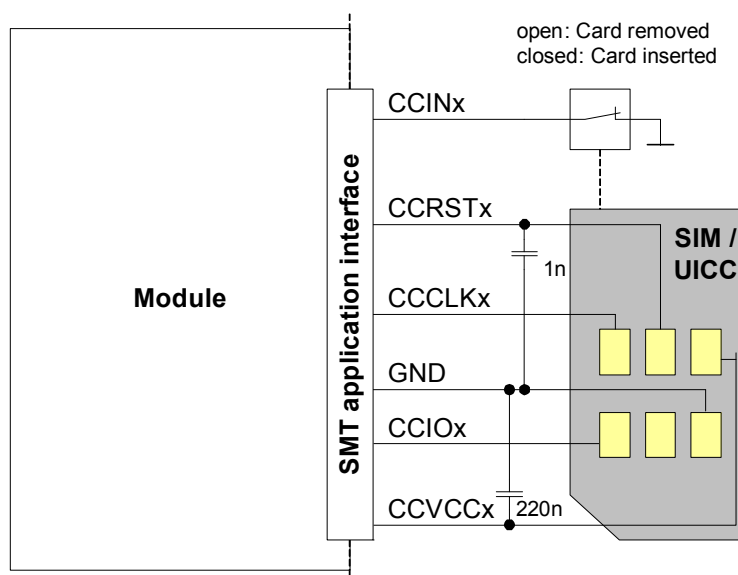 open: Card removed
closed: Card inserted
CCINx
SMT application interface
CCRSTx
SIM /
UICC
1n
Module
CCCLKx
GND
CCIOx
CCVCCx
220n